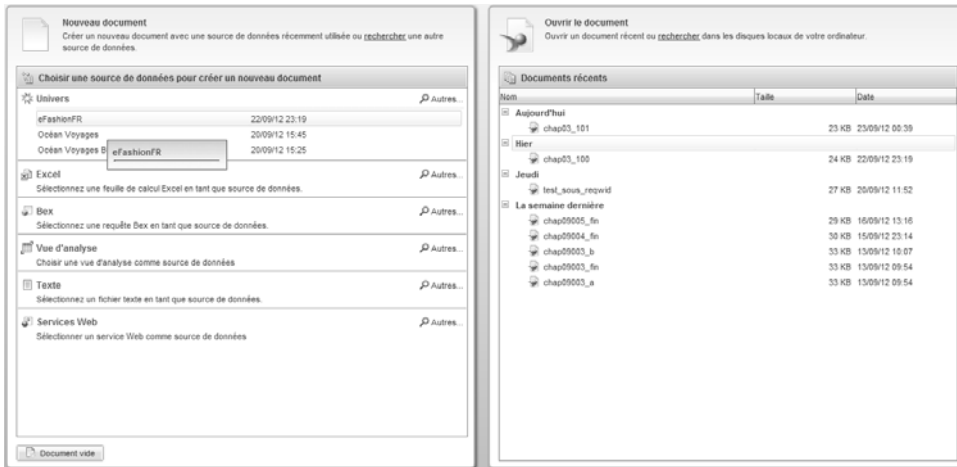 Nouveau document
Créer un nouveau document avec une source de données récemment utilisée ou rechercher une autre
source de données.
Choisir une source de données pour créer un nouveau document
Univers Autres...
eFashionFR 22/09/12 23:19
Océan Voyages 20/09/12 15:45
Océan Voyages B 20/09/12 15:25
eFashionFR
Excel Autres...
Sélectionnez une feuille de calcul Excel en tant que source de données.
Bex Autres...
Sélectionnez une requête Bex en tant que source de données.
Vue d'analyse Autres...
Choisir une vue d'analyse comme source de données
Texte Autres...
Sélectionnez un fichier texte en tant que source de données.
Services Web Autres...
Sélectionner un service Web comme source de données
Document vide
Ouvrir le document
Ouvrir un document récent ou rechercher dans les disques locaux de votre ordinateur.
Documents récents
Nom Taille Date
Aujourd'hui
chap03_101 23 KB 23/09/12 00:39
Hier
chap03_100 24 KB 22/09/12 23:19
Jeudi
test_sous_reqwid 27 KB 20/09/12 11:52
La semaine dernière
chap09005_fin 29 KB 16/09/12 13:16
chap09004_fin 30 KB 15/09/12 23:14
chap09003_b 33 KB 13/09/12 10:07
chap09003_fin 33 KB 13/09/12 09:54
chap09003_a 33 KB 13/09/12 09:54